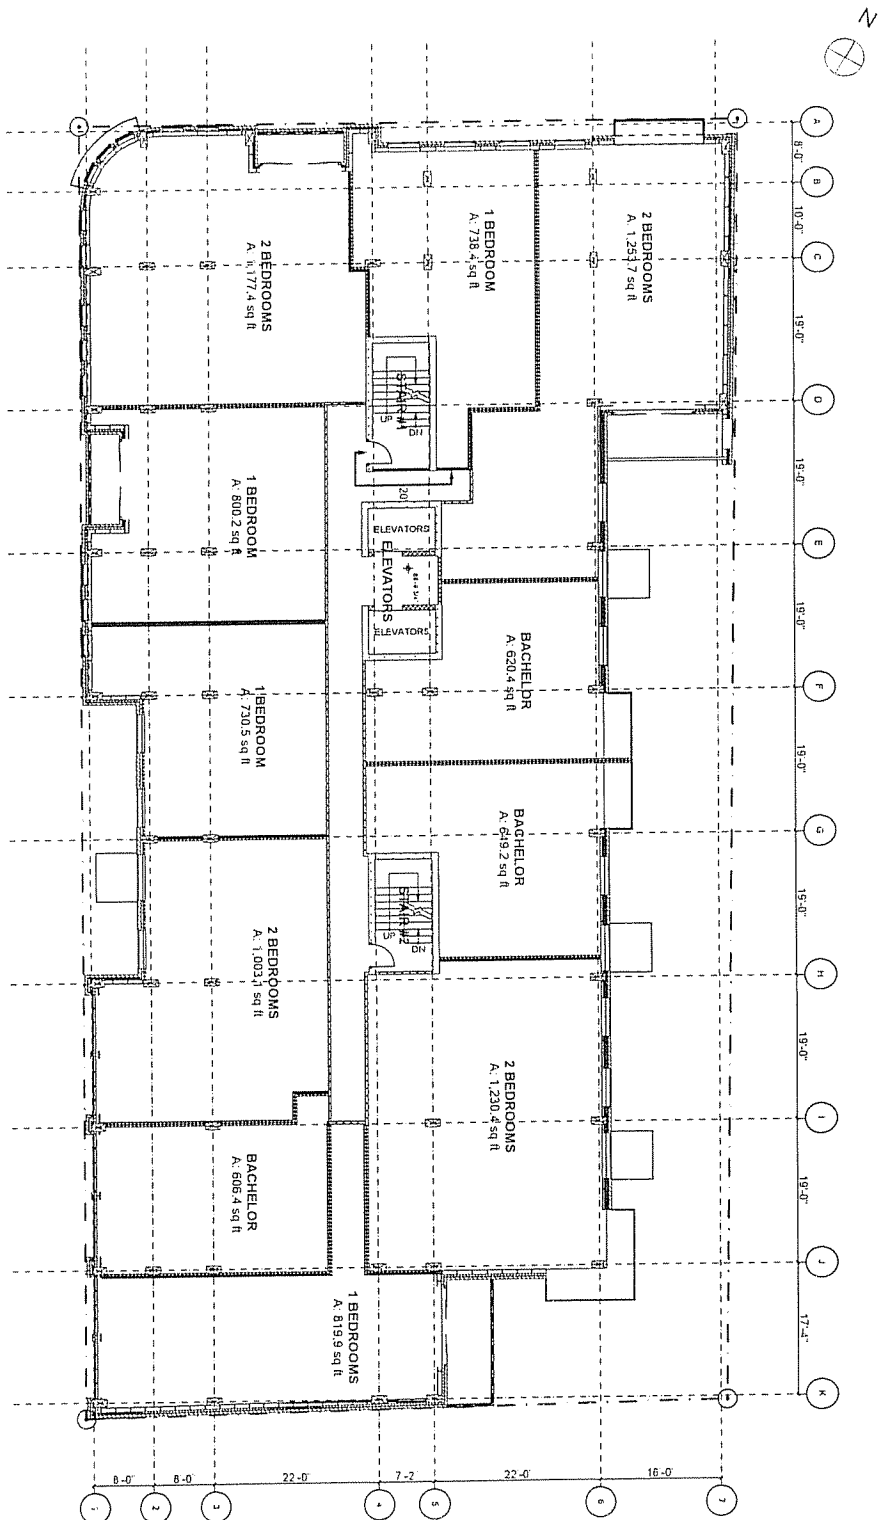 N
A
8'-0"
B
10'-0"
C
19'-0"
D
19'-0"
E
19'-0"
F
19'-0"
G
19'-0"
H
19'-0"
I
19'-0"
J
17'-4"
K
2 BEDROOMS
A: 1,253.7 sq ft
1 BEDROOM
A: 738.4 sq ft
2 BEDROOMS
A: 1,177.4 sq ft
STAIR #1
UP
DN
20'
1 BEDROOM
A: 800.2 sq ft
ELEVATORS
ELEVATORS
ELEVATORS
BACHELOR
A: 620.4 sq ft
1 BEDROOM
A: 730.5 sq ft
BACHELOR
A: 649.2 sq ft
STAIR #2
UP
DN
2 BEDROOMS
A: 1,003.1 sq ft
2 BEDROOMS
A: 1,230.4 sq ft
BACHELOR
A: 606.4 sq ft
1 BEDROOMS
A: 819.9 sq ft
8'-0"
8'-0"
22'-0"
7'-2"
22'-0"
16'-0"
1
2
3
4
5
6
7